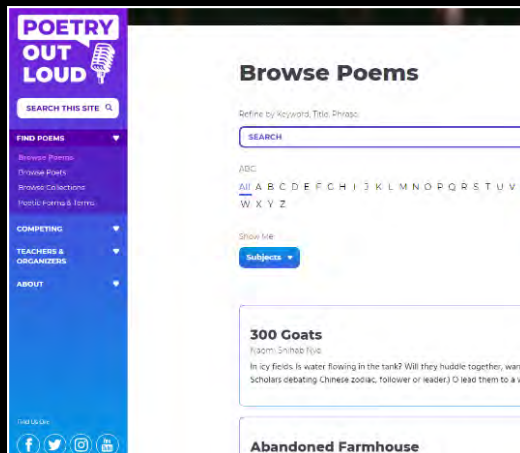 POETRY
OUT
LOUD
SEARCH THIS SITE
FIND POEMS
Browse Poems
Browse Poets
Browse Collections
Poetic Forms & Terms
COMPETING
TEACHERS &
ORGANIZERS
ABOUT
Find Us On:
You
Tube
Browse Poems
Refine by Keyword, Title, Phrase
SEARCH
ABC
All A B C D E F G H I J K L M N O P Q R S T U V
W X Y Z
Show Me
Subjects
300 Goats
Naomi Shihab Nye
In icy fields. Is water flowing in the tank? Will they huddle together, war
Scholars debating Chinese zodiac, follower or leader.) O lead them to a
Abandoned Farmhouse